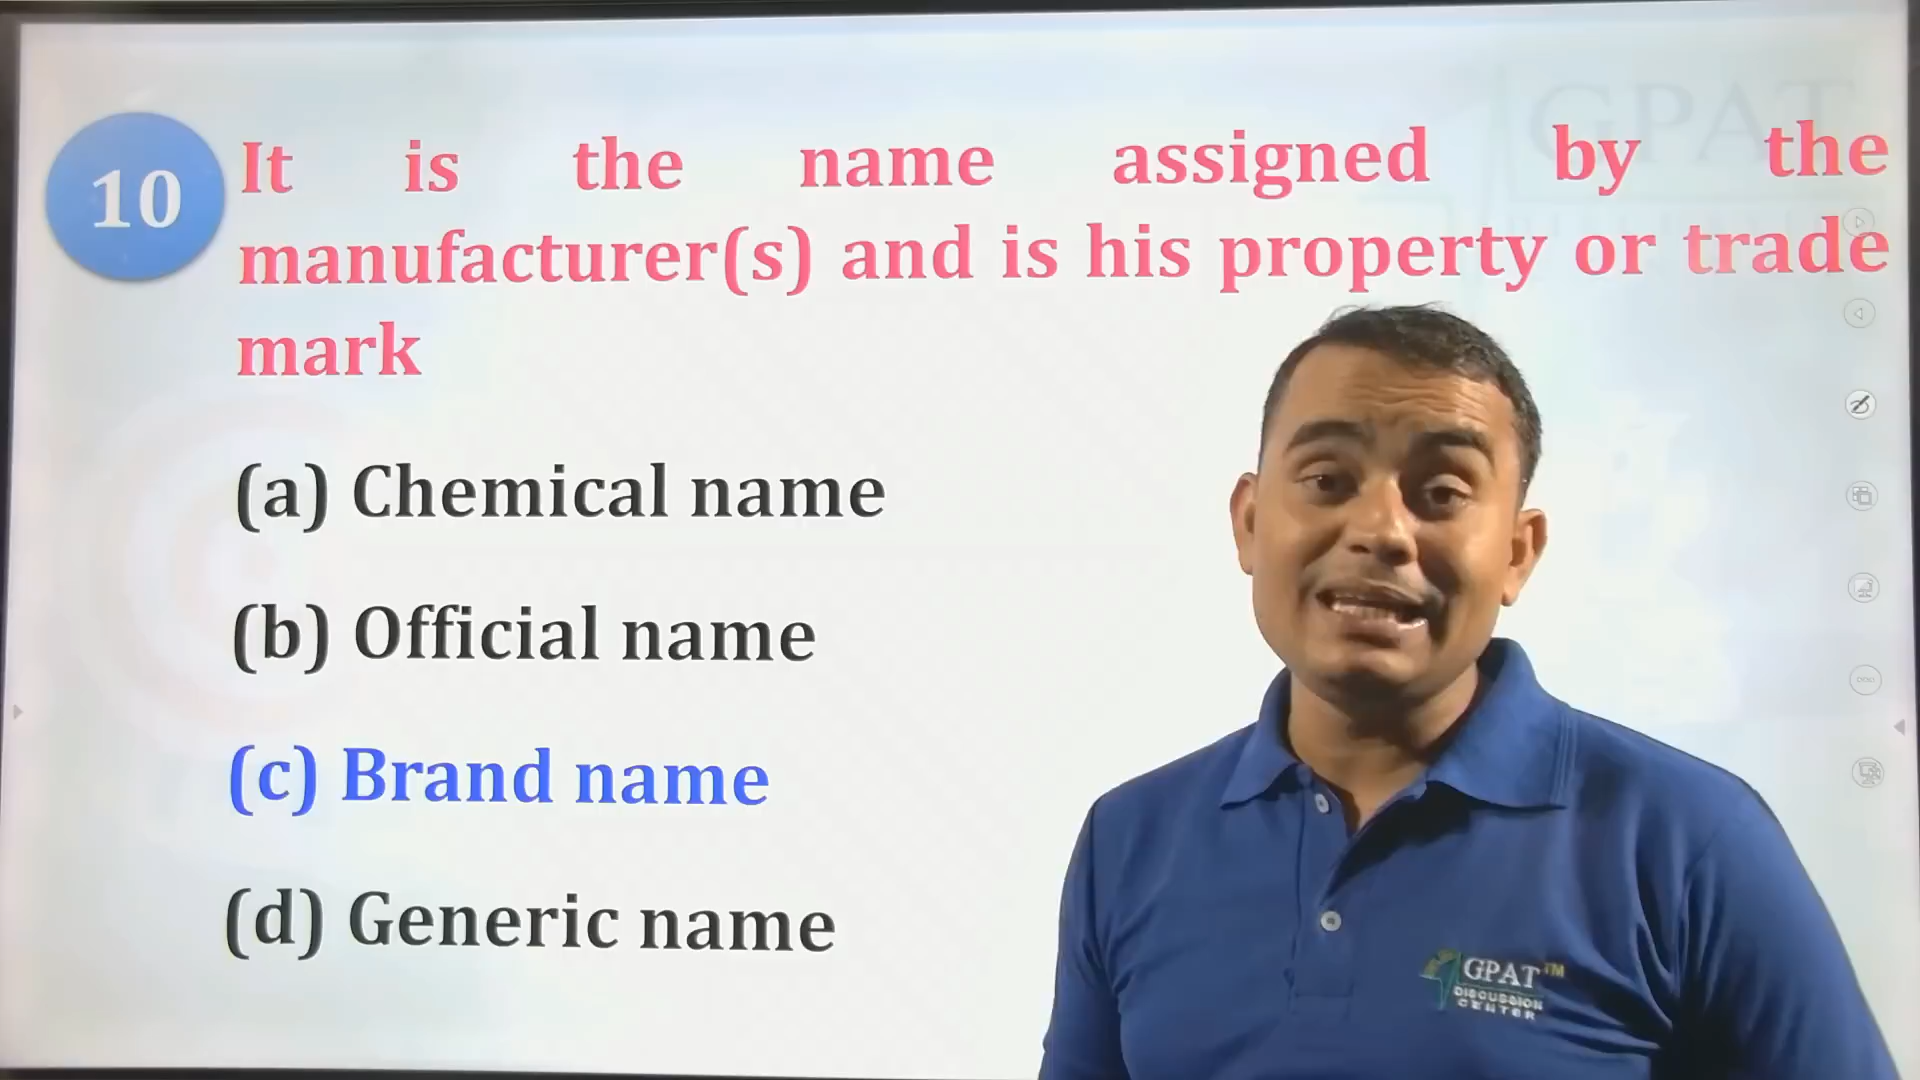 GPAT
10
It is the name assigned by the
manufacturer(s) and is his property or trade
mark
(a) Chemical name
(b) Official name
(c) Brand name
(d) Generic name
GPAT™
DISCUSSION
CENTER